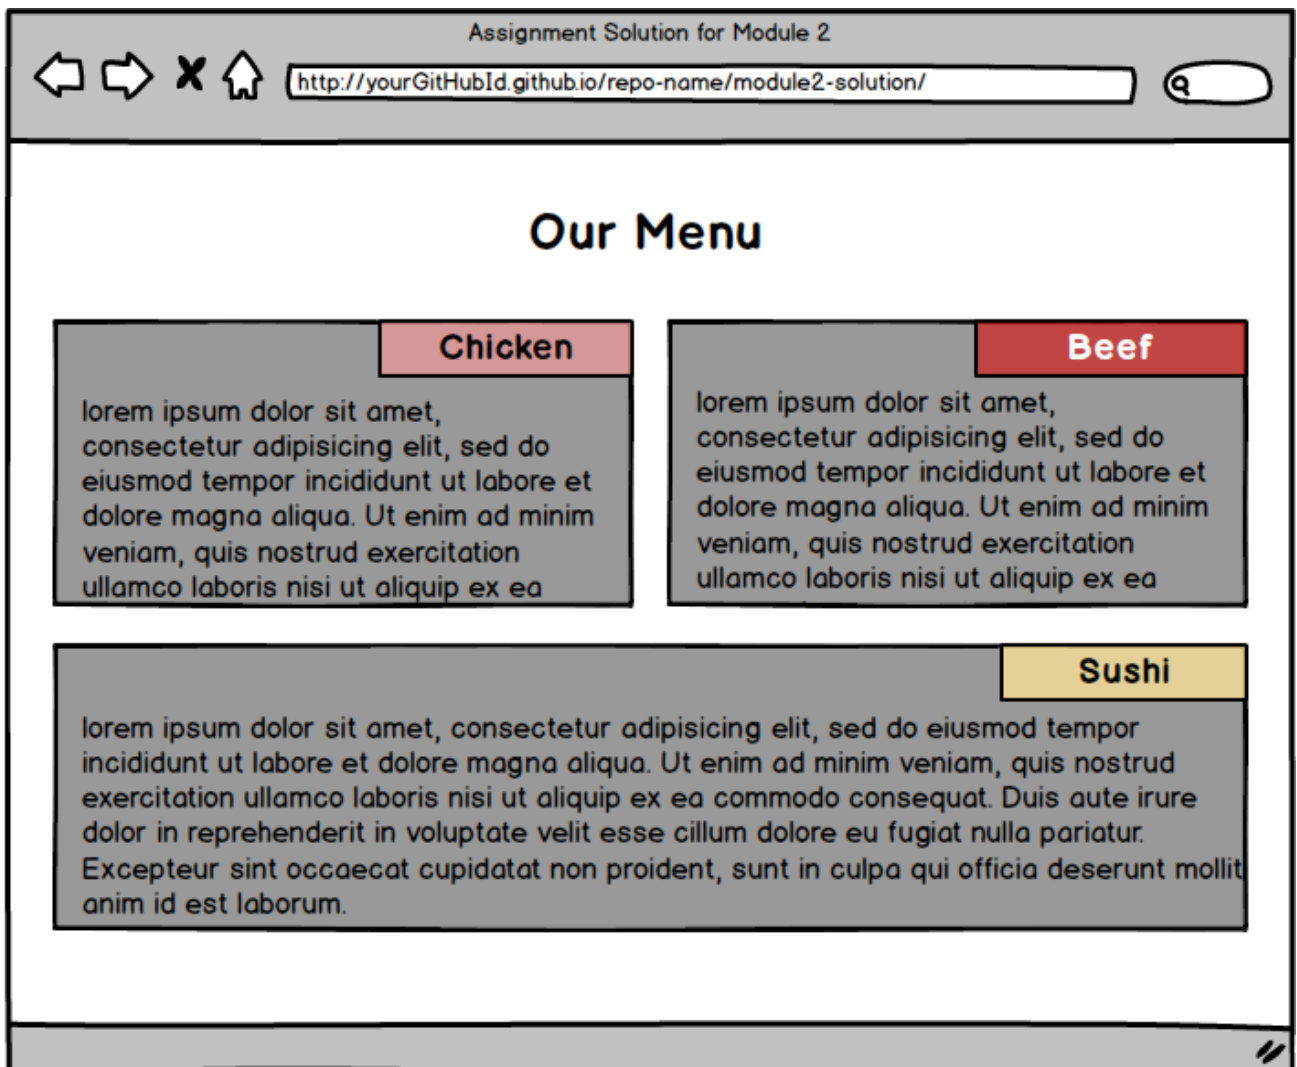 Assignment Solution for Module 2
http://yourGitHubId.github.io/repo-name/module2-solution/
Our Menu
Chicken
lorem ipsum dolor sit amet,
consectetur adipisicing elit, sed do
eiusmod tempor incididunt ut labore et
dolore magna aliqua. Ut enim ad minim
veniam, quis nostrud exercitation
ullamco laboris nisi ut aliquip ex ea
Beef
lorem ipsum dolor sit amet,
consectetur adipisicing elit, sed do
eiusmod tempor incididunt ut labore et
dolore magna aliqua. Ut enim ad minim
veniam, quis nostrud exercitation
ullamco laboris nisi ut aliquip ex ea
Sushi
lorem ipsum dolor sit amet, consectetur adipisicing elit, sed do eiusmod tempor
incididunt ut labore et dolore magna aliqua. Ut enim ad minim veniam, quis nostrud
exercitation ullamco laboris nisi ut aliquip ex ea commodo consequat. Duis aute irure
dolor in reprehenderit in voluptate velit esse cillum dolore eu fugiat nulla pariatur.
Excepteur sint occaecat cupidatat non proident, sunt in culpa qui officia deserunt mollit
anim id est laborum.